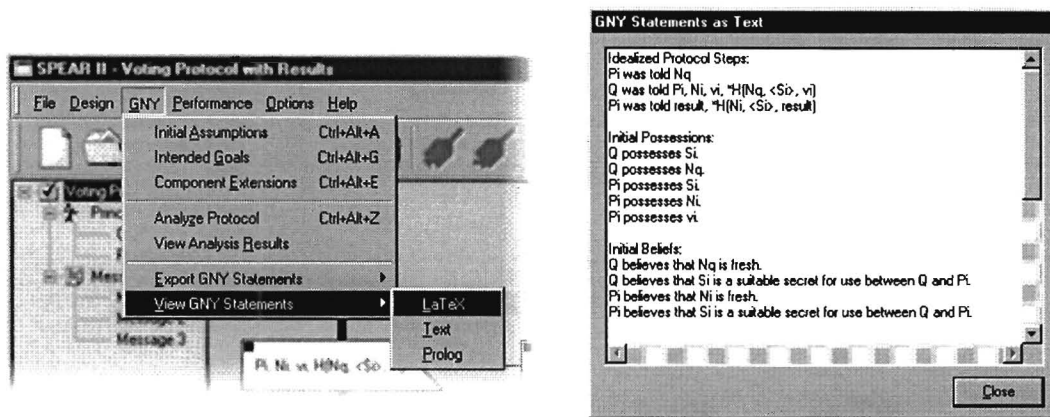 SPEAR II - Voting Protocol with Results
File Design GNY Performance Options Help
Initial Assumptions Ctrl+Alt+A
Intended Goals Ctrl+Alt+G
Component Extensions Ctrl+Alt+E
Analyze Protocol Ctrl+Alt+Z
View Analysis Results
Export GNY Statements
View GNY Statements
LaTeX
Text
Prolog
Voting
Message 3
Pi, Ni, vi, H(Nq, <Si>
GNY Statements as Text
Idealized Protocol Steps:
Pi was told Nq
Q was told Pi, Ni, vi, *H(Nq, <Si>, vi)
Pi was told result, *H(Ni, <Si>, result)
Initial Possessions:
Q possesses Si.
Q possesses Nq.
Pi possesses Si.
Pi possesses Ni.
Pi possesses vi.
Initial Beliefs:
Q believes that Nq is fresh.
Q believes that Si is a suitable secret for use between Q and Pi.
Pi believes that Ni is fresh.
Pi believes that Si is a suitable secret for use between Q and Pi.
Close